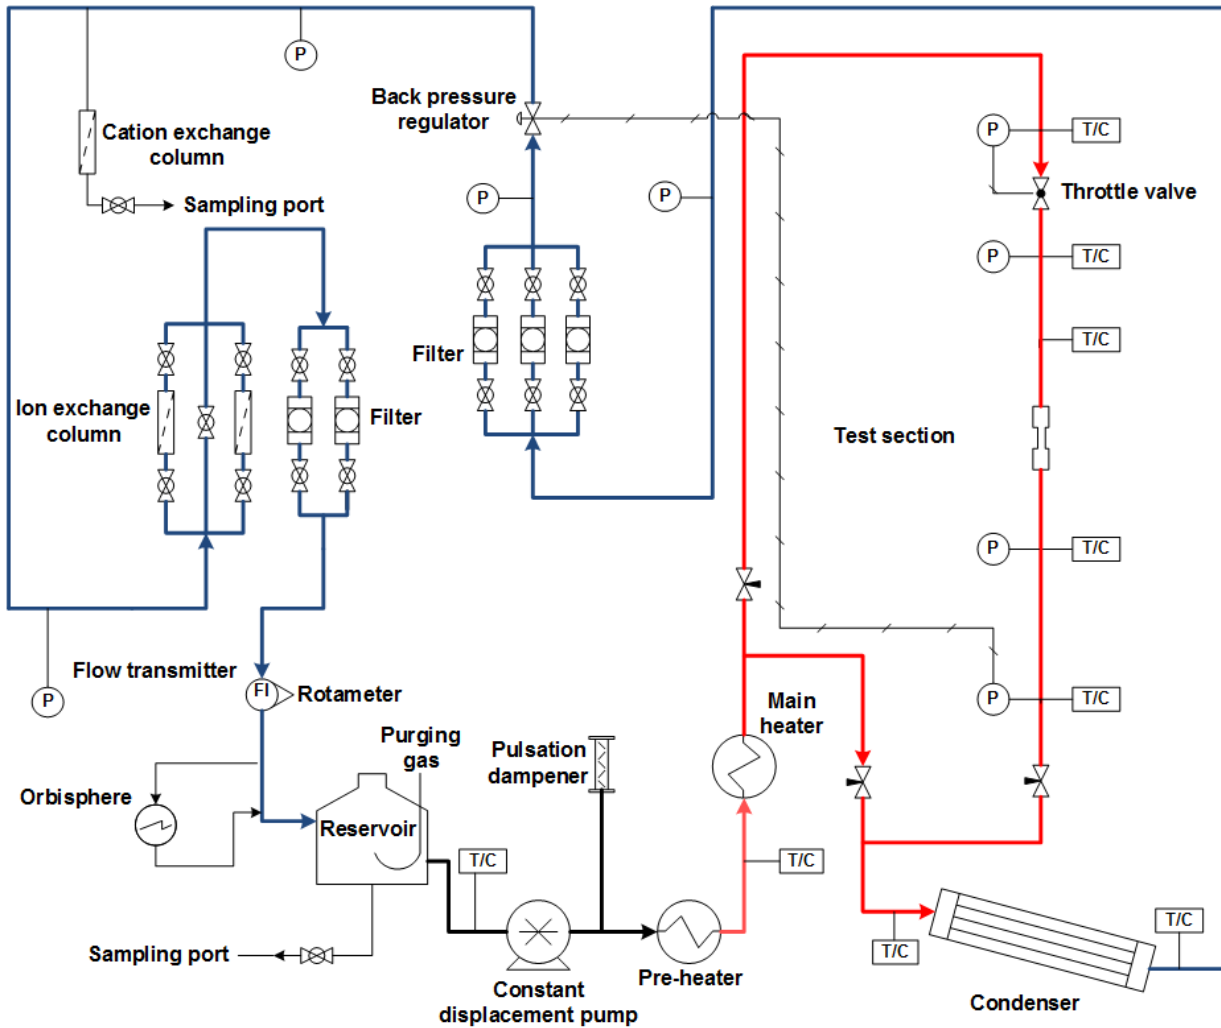 P
Back pressure
regulator
Cation exchange
column
P
T/C
Sampling port
P
P
Throttle valve
P
T/C
Filter
T/C
Ion exchange
column
Filter
Test section
P
T/C
Flow transmitter
FI
Rotameter
P
P
T/C
Main
heater
Purging
gas
Pulsation
dampener
Orbisphere
Reservoir
T/C
T/C
T/C
T/C
Sampling port
Pre-heater
Constant
displacement pump
Condenser